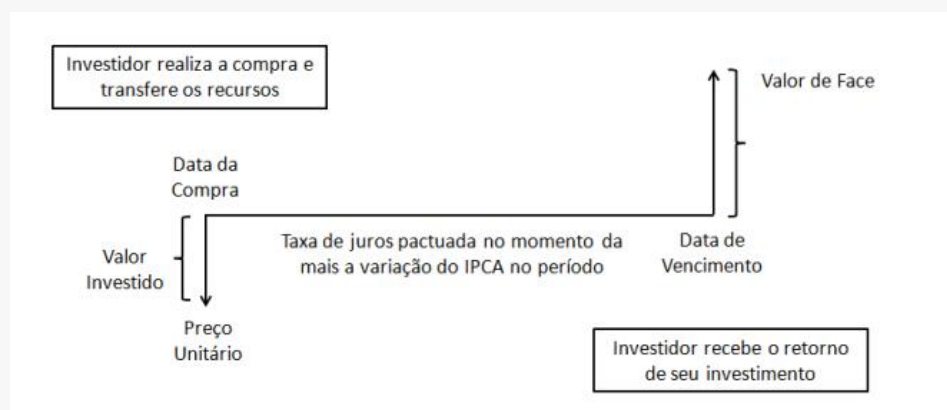 Investidor realiza a compra e
transfere os recursos
Valor de Face
Data da
Compra
Taxa de juros pactuada no momento da
mais a variação do IPCA no período
Data de
Vencimento
Valor
Investido
Preço
Unitário
Investidor recebe o retorno
de seu investimento